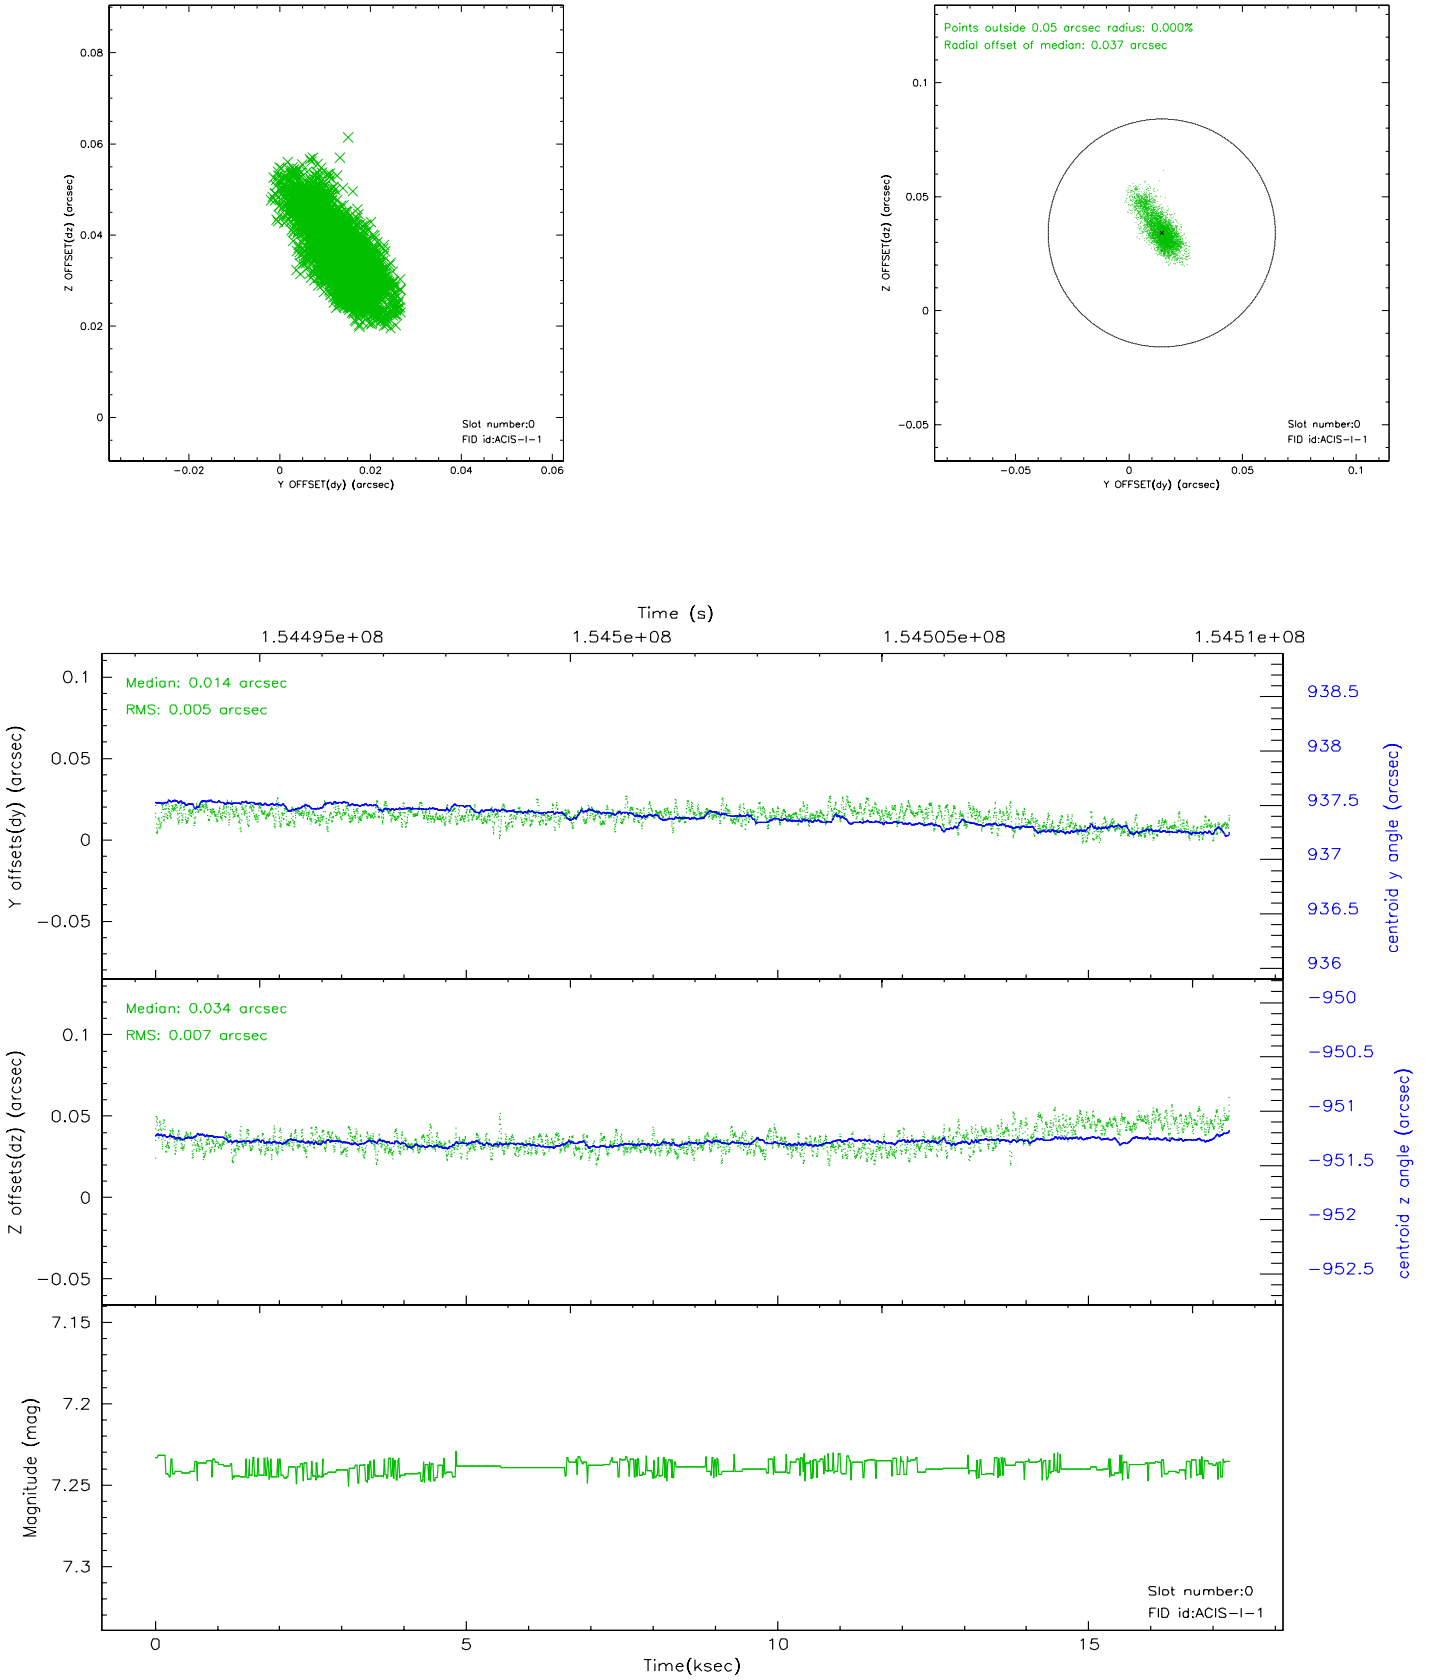 0.08
0.06
0.04
0.02
0
Z OFFSET(dz) (arcsec)
Slot number:0
FID id:ACIS-I-1
-0.02 0 0.02 0.04 0.06
Y OFFSET(dy) (arcsec)
Points outside 0.05 arcsec radius: 0.000%
Radial offset of median: 0.037 arcsec
0.1
0.05
0
-0.05
Z OFFSET(dz) (arcsec)
Slot number:0
FID id:ACIS-I-1
-0.05 0 0.05 0.1
Y OFFSET(dy) (arcsec)
Time (s)
1.54495e+08 1.545e+08 1.54505e+08 1.5451e+08
Median: 0.014 arcsec
RMS: 0.005 arcsec
0.1
0.05
0
-0.05
Y offsets(dy) (arcsec)
938.5
938
937.5
937
936.5
936
centroid y angle (arcsec)
Median: 0.034 arcsec
RMS: 0.007 arcsec
0.1
0.05
0
-0.05
Z offsets(dz) (arcsec)
-950
-950.5
-951
-951.5
-952
-952.5
centroid z angle (arcsec)
7.15
7.2
7.25
7.3
Magnitude (mag)
Slot number:0
FID id:ACIS-I-1
0 5 10 15
Time(ksec)